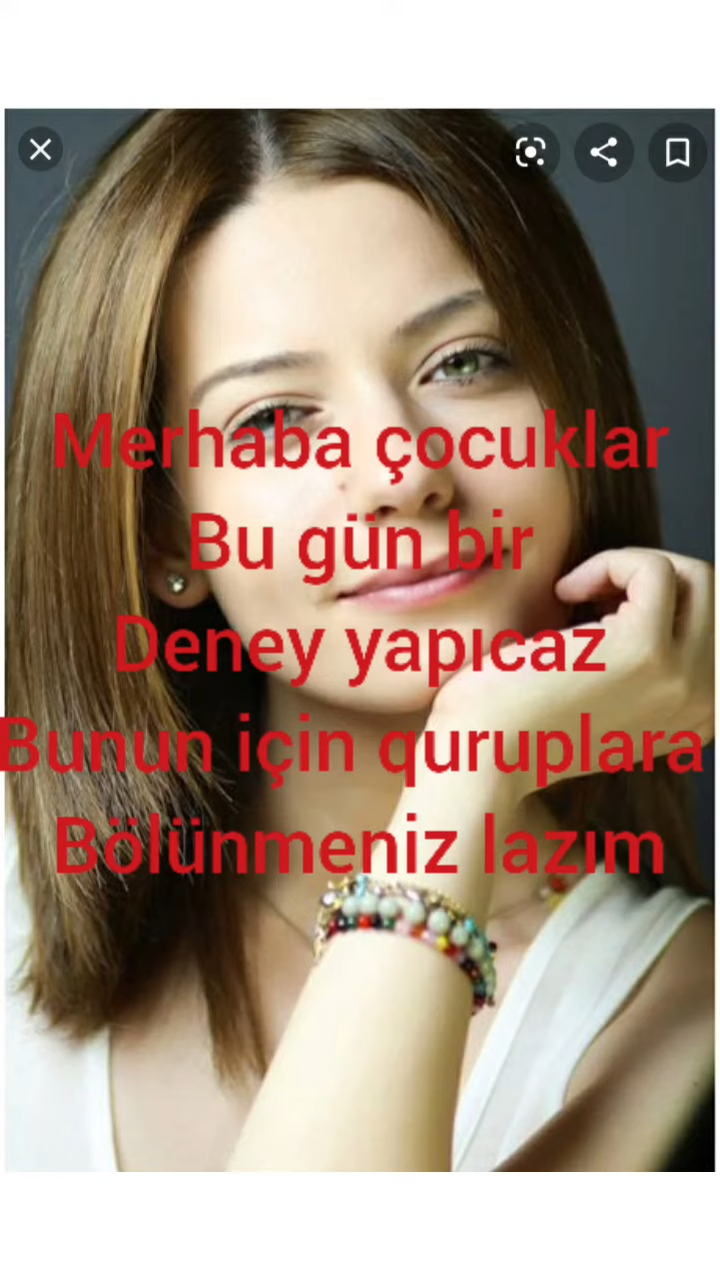 Merhaba çocuklar
Bu gün bir
Deney yapıcaz
Bunun için quruplara
Bölünmeniz lazım